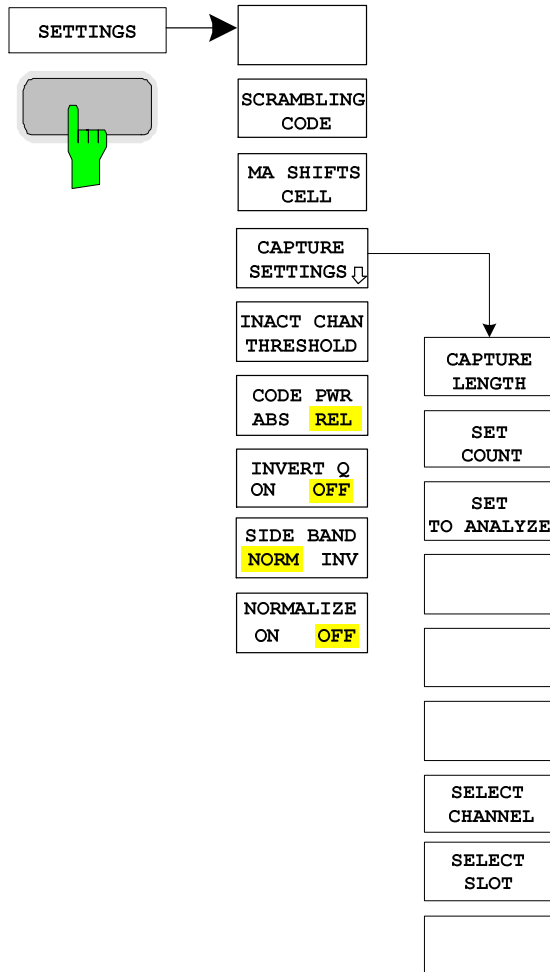 SETTINGS
SCRAMBLING
CODE
MA SHIFTS
CELL
CAPTURE
SETTINGS
INACT CHAN
THRESHOLD
CODE PWR
ABS REL
INVERT Q
ON OFF
SIDE BAND
NORM INV
NORMALIZE
ON OFF
CAPTURE
LENGTH
SET
COUNT
SET
TO ANALYZE
SELECT
CHANNEL
SELECT
SLOT